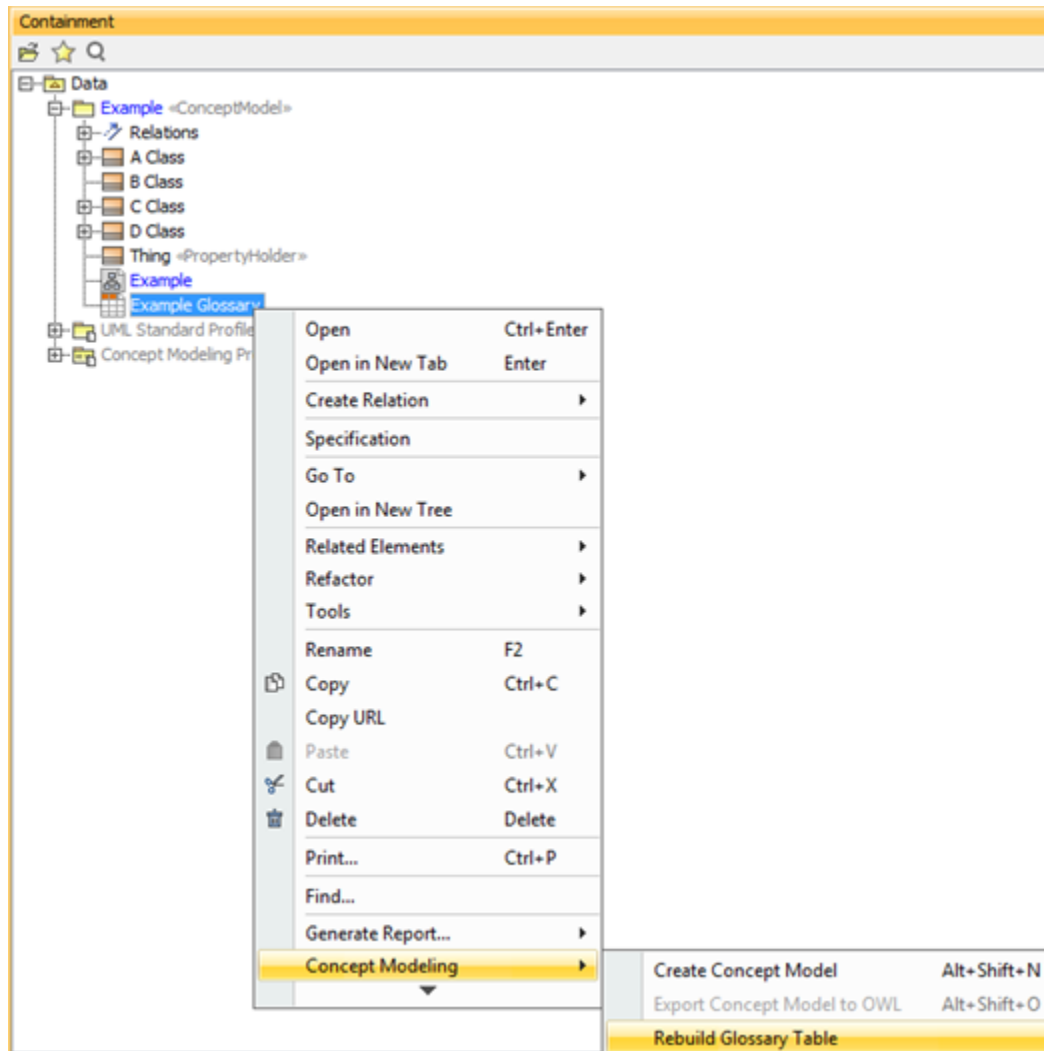 Containment
Data
Example «ConceptModel»
Relations
A Class
B Class
C Class
D Class
Thing «PropertyHolder»
Example
Example Glossary
UML Standard Profile
Concept Modeling Pr
Open Ctrl+Enter
Open in New Tab Enter
Create Relation
Specification
Go To
Open in New Tree
Related Elements
Refactor
Tools
Rename F2
Copy Ctrl+C
Copy URL
Paste Ctrl+V
Cut Ctrl+X
Delete Delete
Print... Ctrl+P
Find...
Generate Report...
Concept Modeling
Create Concept Model Alt+Shift+N
Export Concept Model to OWL Alt+Shift+O
Rebuild Glossary Table